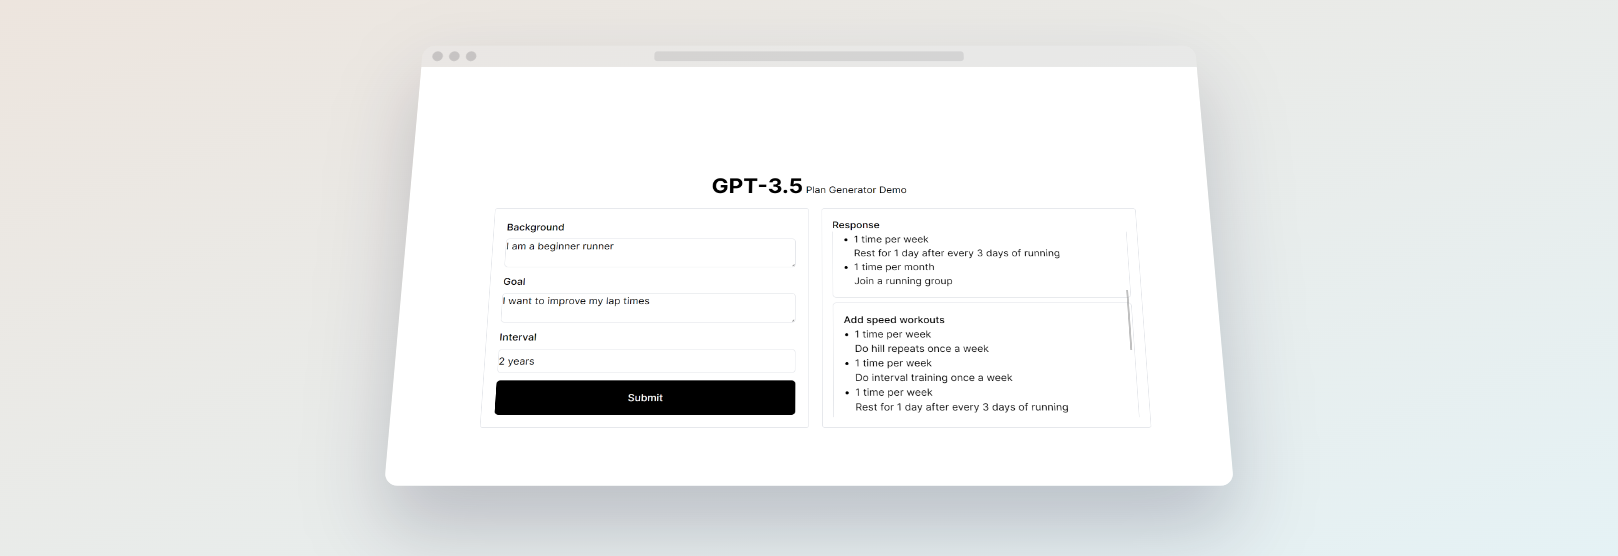 GPT-3.5 Plan Generator Demo
Background
I am a beginner runner
Goal
I want to improve my lap times
Interval
2 years
Submit
Response
• 1 time per week
Rest for 1 day after every 3 days of running
• 1 time per month
Join a running group
Add speed workouts
• 1 time per week
Do hill repeats once a week
• 1 time per week
Do interval training once a week
• 1 time per week
Rest for 1 day after every 3 days of running